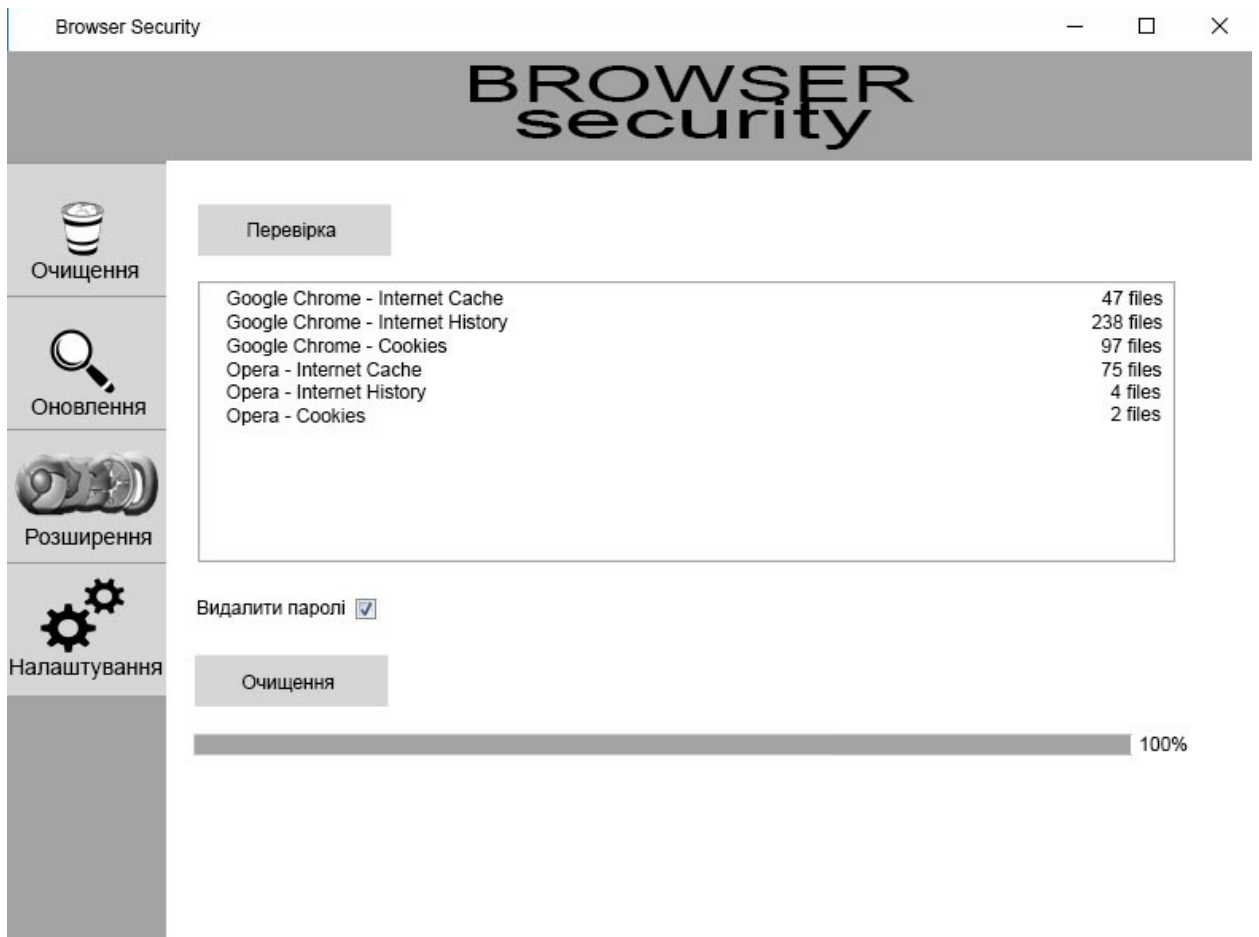 Browser Security
BROWSER
security
Очищення
Оновлення
Розширення
Налаштування
Перевірка
Google Chrome - Internet Cache 47 files
Google Chrome - Internet History 238 files
Google Chrome - Cookies 97 files
Opera - Internet Cache 75 files
Opera - Internet History 4 files
Opera - Cookies 2 files
Видалити паролі
Очищення
100%